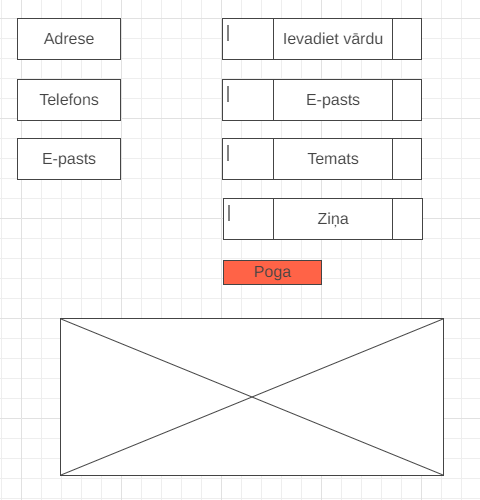 Adrese
Telefons
E-pasts
Ievadiet vārdu
E-pasts
Temats
Ziņa
Poga